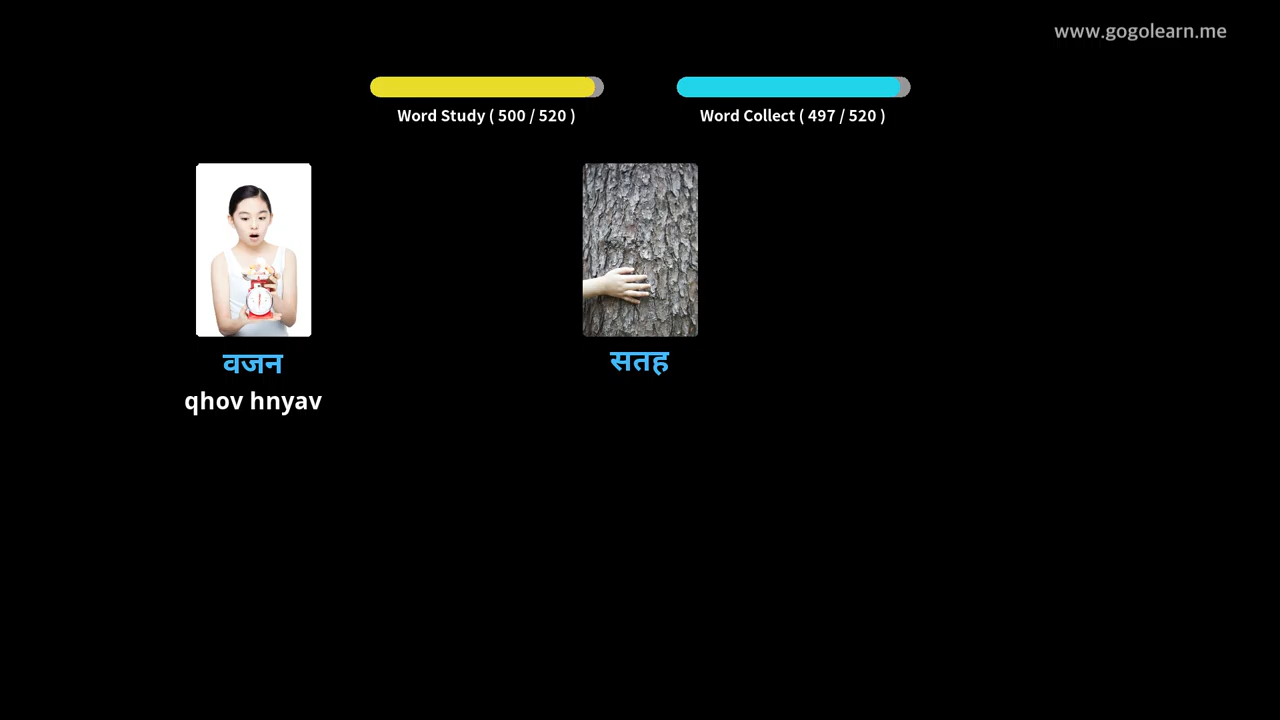 www.gogolearn.me
Word Study ( 500 / 520 )
Word Collect ( 497 / 520 )
वजन
सतह
qhov hnyav